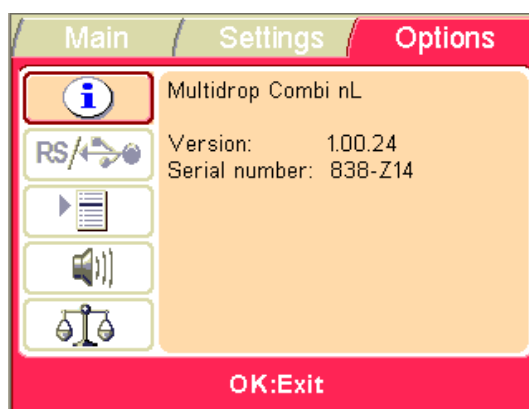 Main Settings Options
i
Multidrop Combi nL
RS/
Version: 1.00.24
Serial number: 838-Z14
OK:Exit